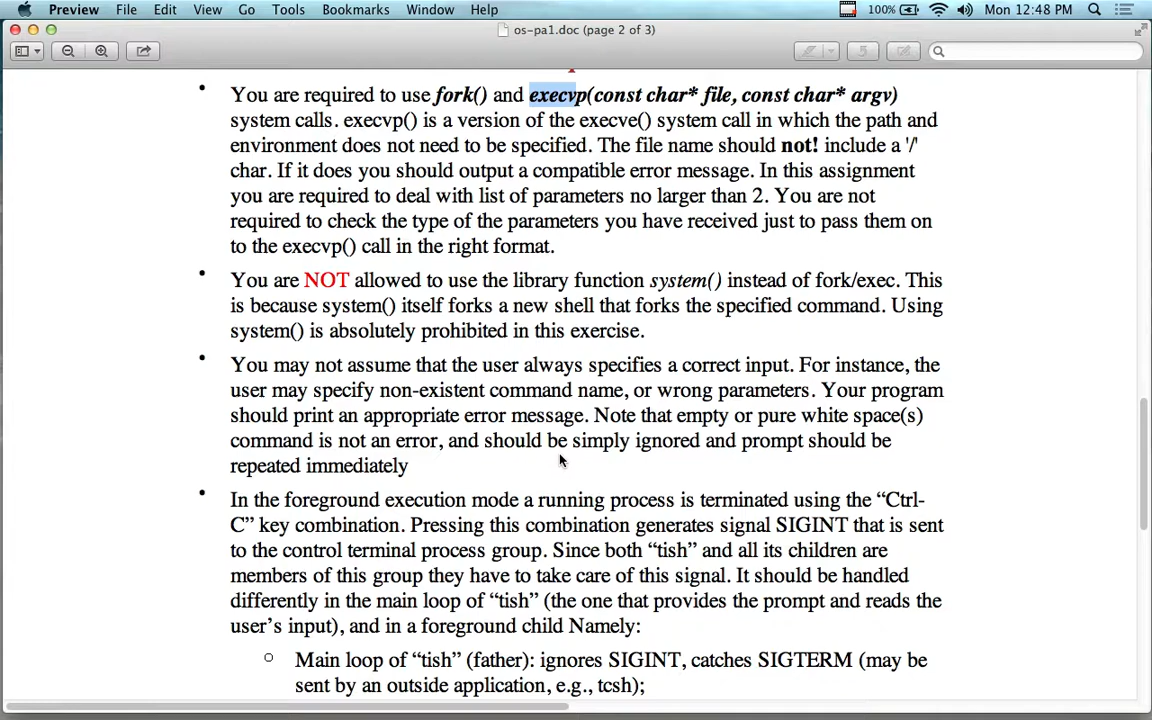 Preview File Edit View Go Tools Bookmarks Window Help 100% Mon 12:48 PM
os-pa1.doc (page 2 of 3)
• You are required to use fork() and execvp(const char* file, const char* argv)
system calls. execvp() is a version of the execve() system call in which the path and
environment does not need to be specified. The file name should not! include a '/'
char. If it does you should output a compatible error message. In this assignment
you are required to deal with list of parameters no larger than 2. You are not
required to check the type of the parameters you have received just to pass them on
to the execvp() call in the right format.
• You are NOT allowed to use the library function system() instead of fork/exec. This
is because system() itself forks a new shell that forks the specified command. Using
system() is absolutely prohibited in this exercise.
• You may not assume that the user always specifies a correct input. For instance, the
user may specify non-existent command name, or wrong parameters. Your program
should print an appropriate error message. Note that empty or pure white space(s)
command is not an error, and should be simply ignored and prompt should be
repeated immediately
• In the foreground execution mode a running process is terminated using the “Ctrl-
C” key combination. Pressing this combination generates signal SIGINT that is sent
to the control terminal process group. Since both “tish” and all its children are
members of this group they have to take care of this signal. It should be handled
differently in the main loop of “tish” (the one that provides the prompt and reads the
user’s input), and in a foreground child Namely:
○ Main loop of “tish” (father): ignores SIGINT, catches SIGTERM (may be
sent by an outside application, e.g., tcsh);